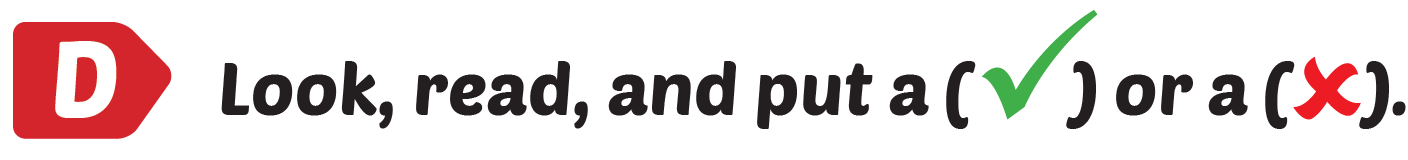 D Look, read, and put a (✓) or a (✗).